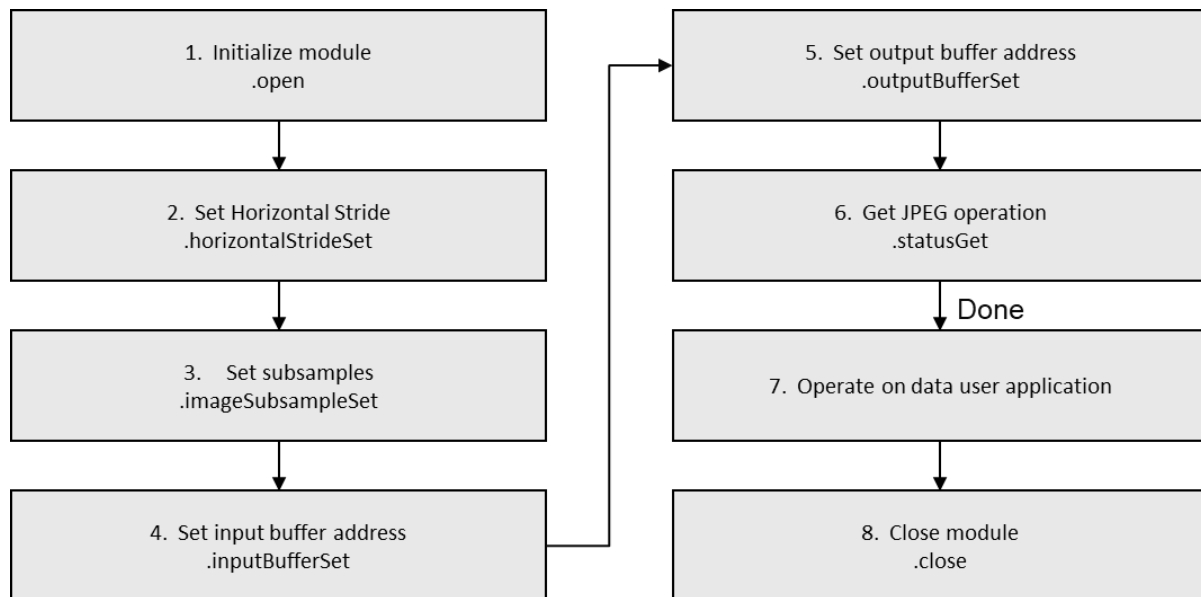 1. Initialize module
.open
2. Set Horizontal Stride
.horizontalStrideSet
3. Set subsamples
.imageSubsampleSet
4. Set input buffer address
.inputBufferSet
5. Set output buffer address
.outputBufferSet
6. Get JPEG operation
.statusGet
Done
7. Operate on data user application
8. Close module
.close